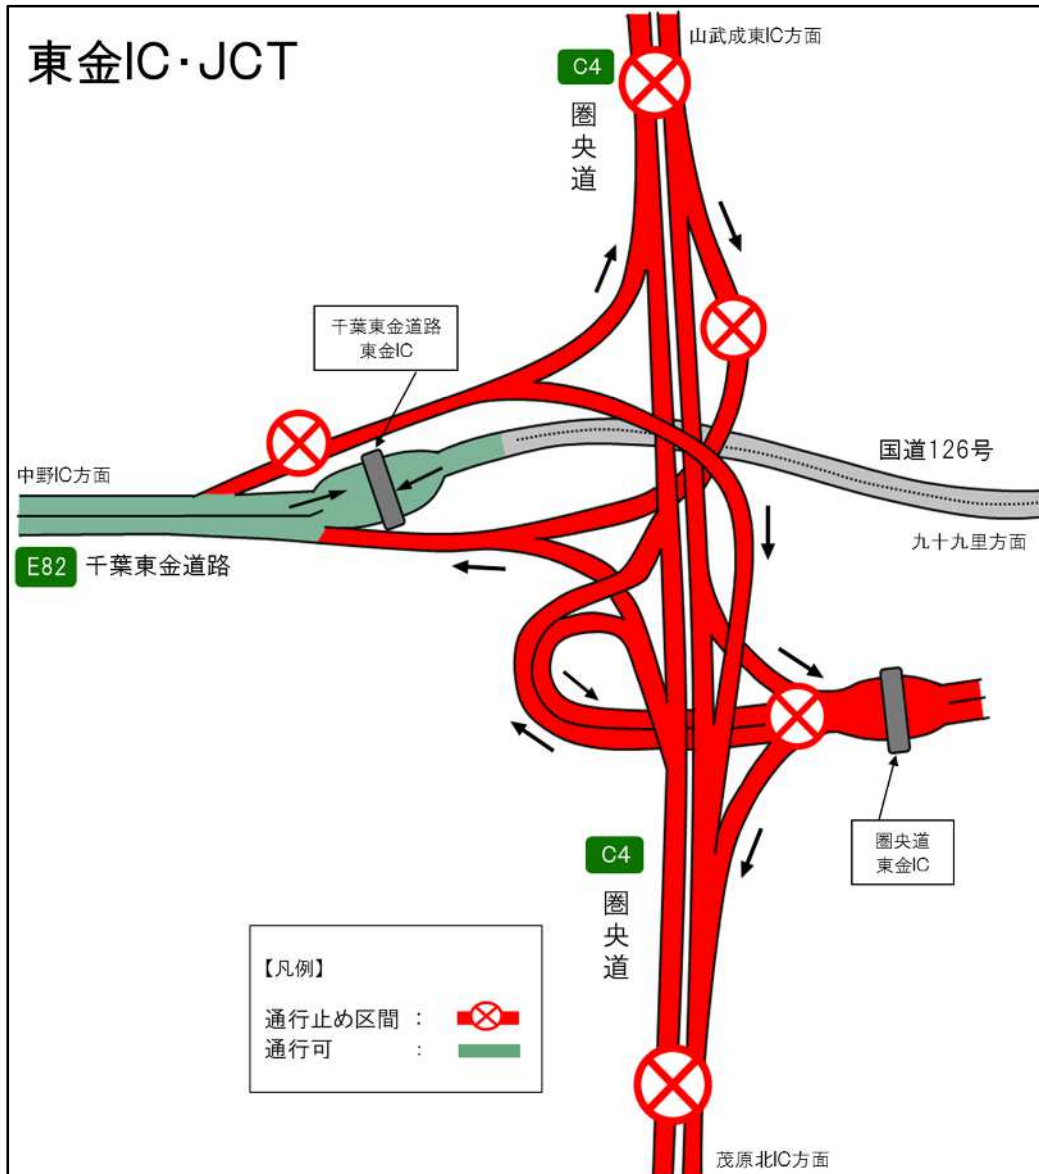 東金IC・JCT
山武成東IC方面
C4
圏央道
千葉東金道路
東金IC
中野IC方面
国道126号
九十九里方面
E82 千葉東金道路
圏央道
東金IC
C4
圏央道
【凡例】
通行止め区間 :
通行可 :
茂原北IC方面